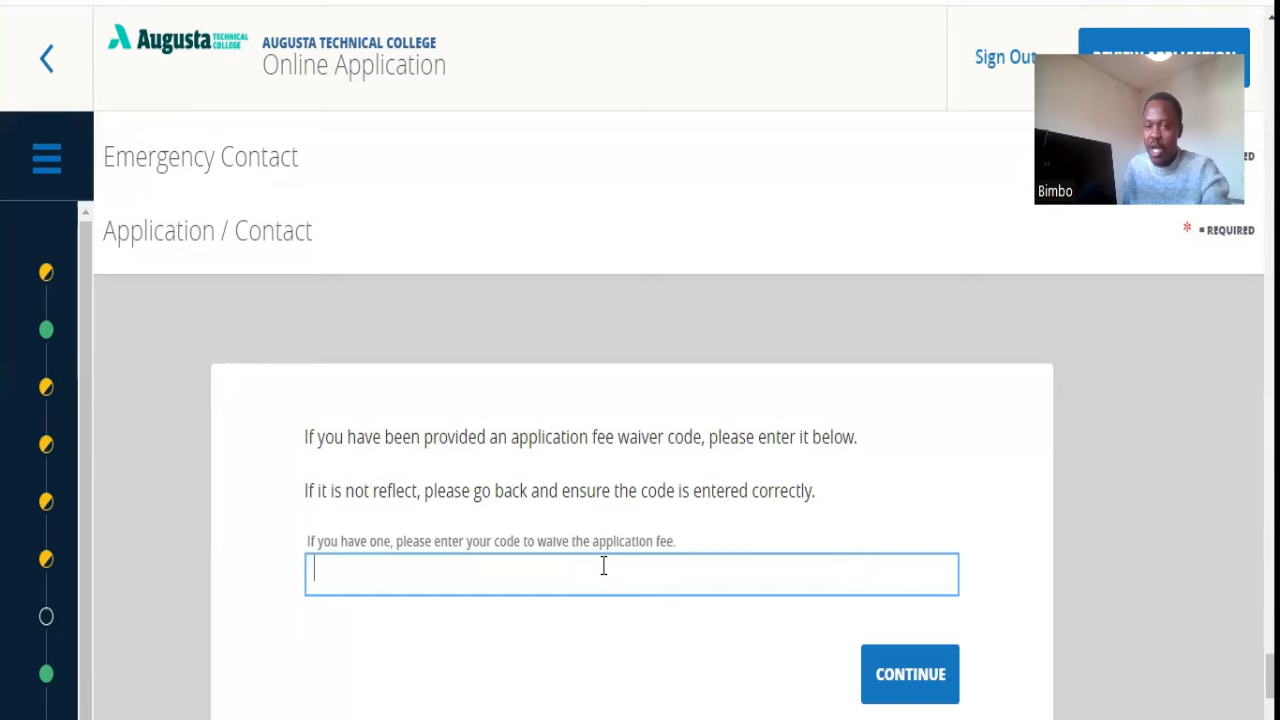 Augusta TECHNICAL COLLEGE
AUGUSTA TECHNICAL COLLEGE
Online Application
Sign Out
REVIEW APPLICATION
Bimbo
Emergency Contact
Application / Contact
* = REQUIRED
If you have been provided an application fee waiver code, please enter it below.
If it is not reflect, please go back and ensure the code is entered correctly.
If you have one, please enter your code to waive the application fee.
CONTINUE